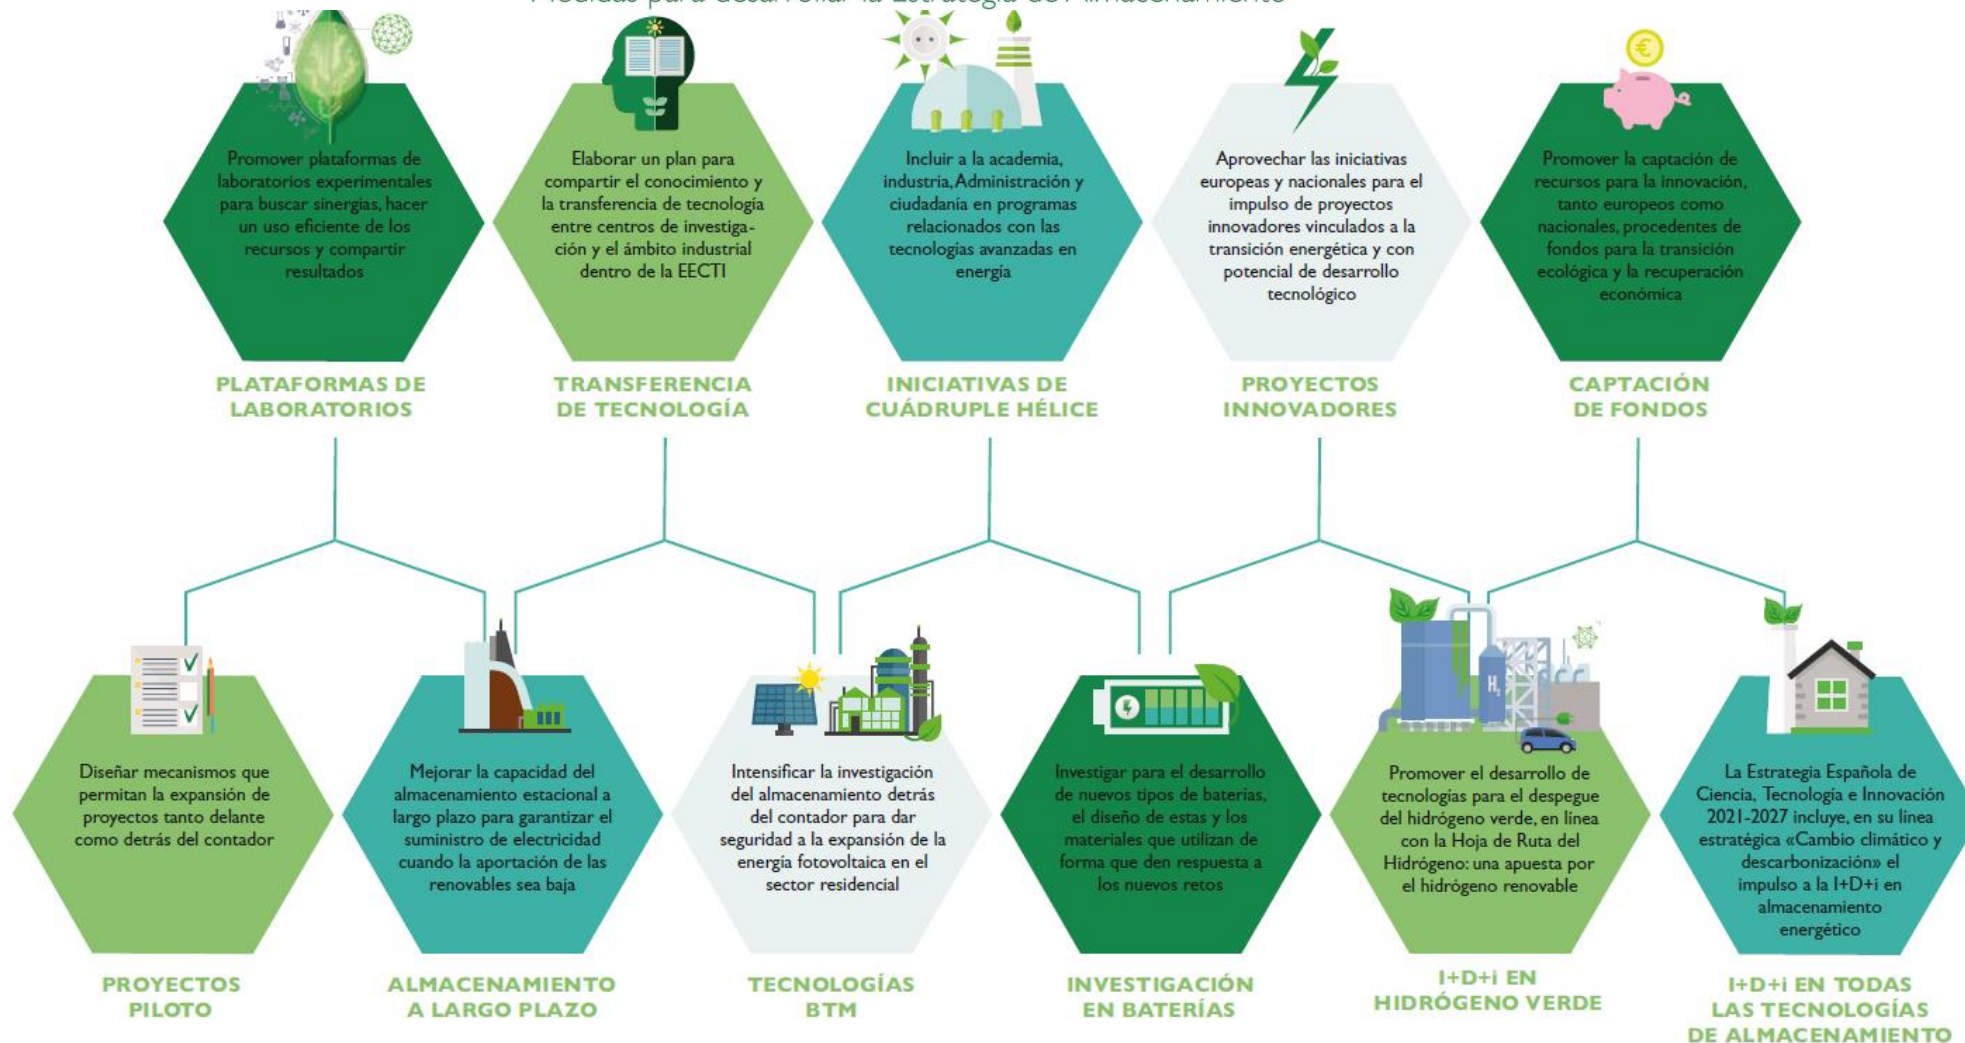 Medidas para desarrollar la Estrategia de Almacenamiento
Promover plataformas de
laboratorios experimentales
para buscar sinergias, hacer
un uso eficiente de los
recursos y compartir
resultados
PLATAFORMAS DE
LABORATORIOS
Elaborar un plan para
compartir el conocimiento y
la transferencia de tecnología
entre centros de investiga-
ción y el ámbito industrial
dentro de la EECTI
TRANSFERENCIA
DE TECNOLOGÍA
Incluir a la academia,
industria, Administración y
ciudadanía en programas
relacionados con las
tecnologías avanzadas en
energía
INICIATIVAS DE
CUÁDRUPLE HÉLICE
Aprovechar las iniciativas
europeas y nacionales para el
impulso de proyectos
innovadores vinculados a la
transición energética y con
potencial de desarrollo
tecnológico
PROYECTOS
INNOVADORES
€
Promover la captación de
recursos para la innovación,
tanto europeos como
nacionales, procedentes de
fondos para la transición
ecológica y la recuperación
económica
CAPTACIÓN
DE FONDOS
Diseñar mecanismos que
permitan la expansión de
proyectos tanto delante
como detrás del contador
PROYECTOS
PILOTO
Mejorar la capacidad del
almacenamiento estacional a
largo plazo para garantizar el
suministro de electricidad
cuando la aportación de las
renovables sea baja
ALMACENAMIENTO
A LARGO PLAZO
Intensificar la investigación
del almacenamiento detrás
del contador para dar
seguridad a la expansión de la
energía fotovoltaica en el
sector residencial
TECNOLOGÍAS
BTM
Investigar para el desarrollo
de nuevos tipos de baterías,
el diseño de estas y los
materiales que utilizan de
forma que den respuesta a
los nuevos retos
INVESTIGACIÓN
EN BATERÍAS
H₂
Promover el desarrollo de
tecnologías para el despegue
del hidrógeno verde, en línea
con la Hoja de Ruta del
Hidrógeno: una apuesta por
el hidrógeno renovable
I+D+i EN
HIDRÓGENO VERDE
La Estrategia Española de
Ciencia, Tecnología e Innovación
2021-2027 incluye, en su línea
estratégica «Cambio climático y
descarbonización» el
impulso a la I+D+i en
almacenamiento
energético
I+D+i EN TODAS
LAS TECNOLOGÍAS
DE ALMACENAMIENTO